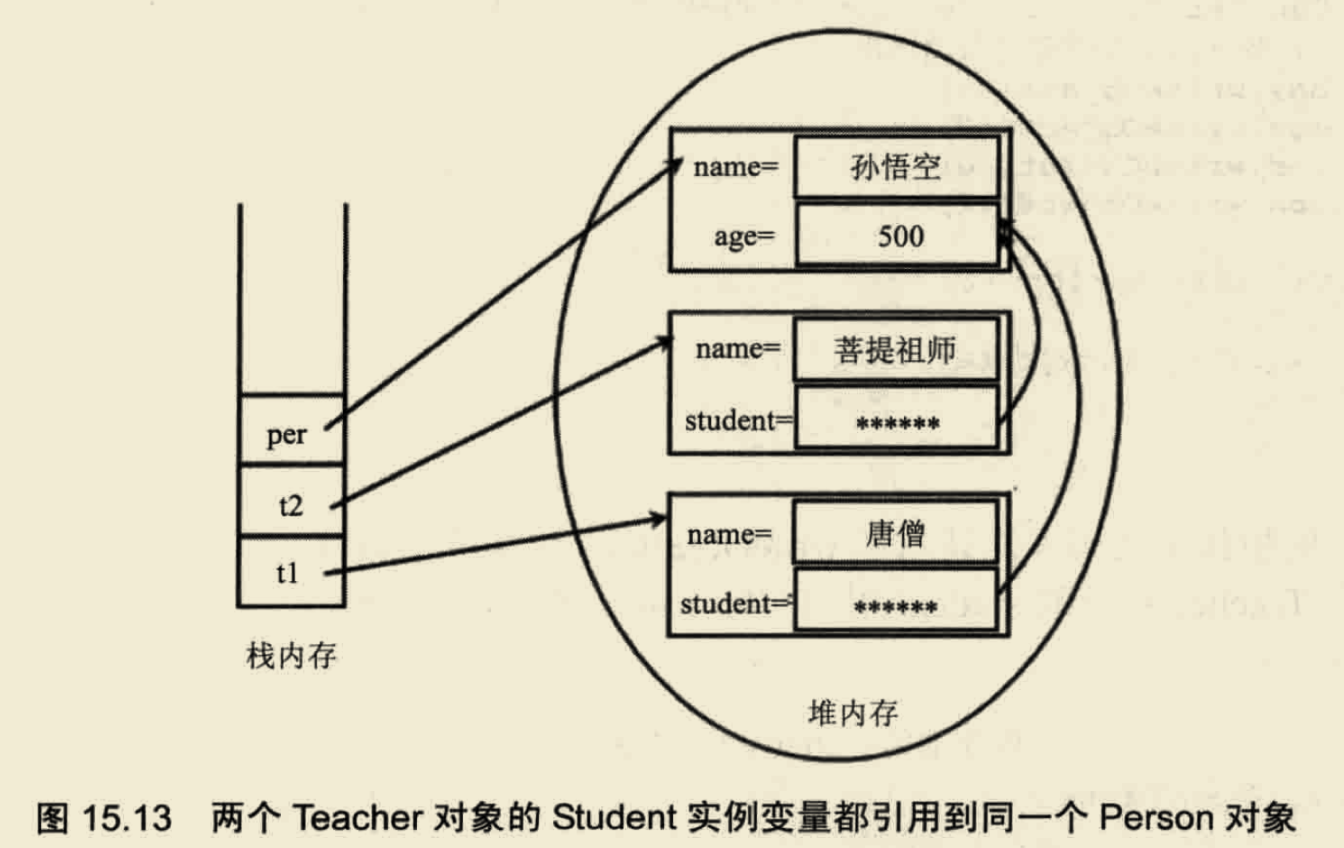 name= 孙悟空
age= 500
name= 菩提祖师
student= ******
name= 唐僧
student= ******
per
t2
t1
栈内存
堆内存
图 15.13 两个 Teacher 对象的 Student 实例变量都引用到同一个 Person 对象